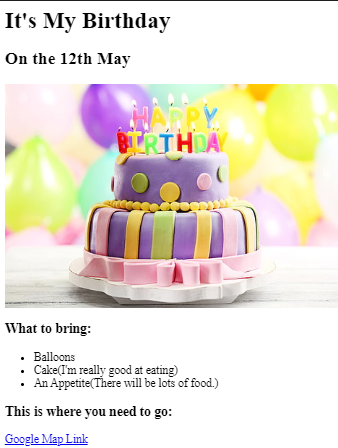 It's My Birthday
On the 12th May
HAPPY
BIRTHDAY
What to bring:
Balloons
Cake(I'm really good at eating)
An Appetite(There will be lots of food.)
This is where you need to go:
Google Map Link